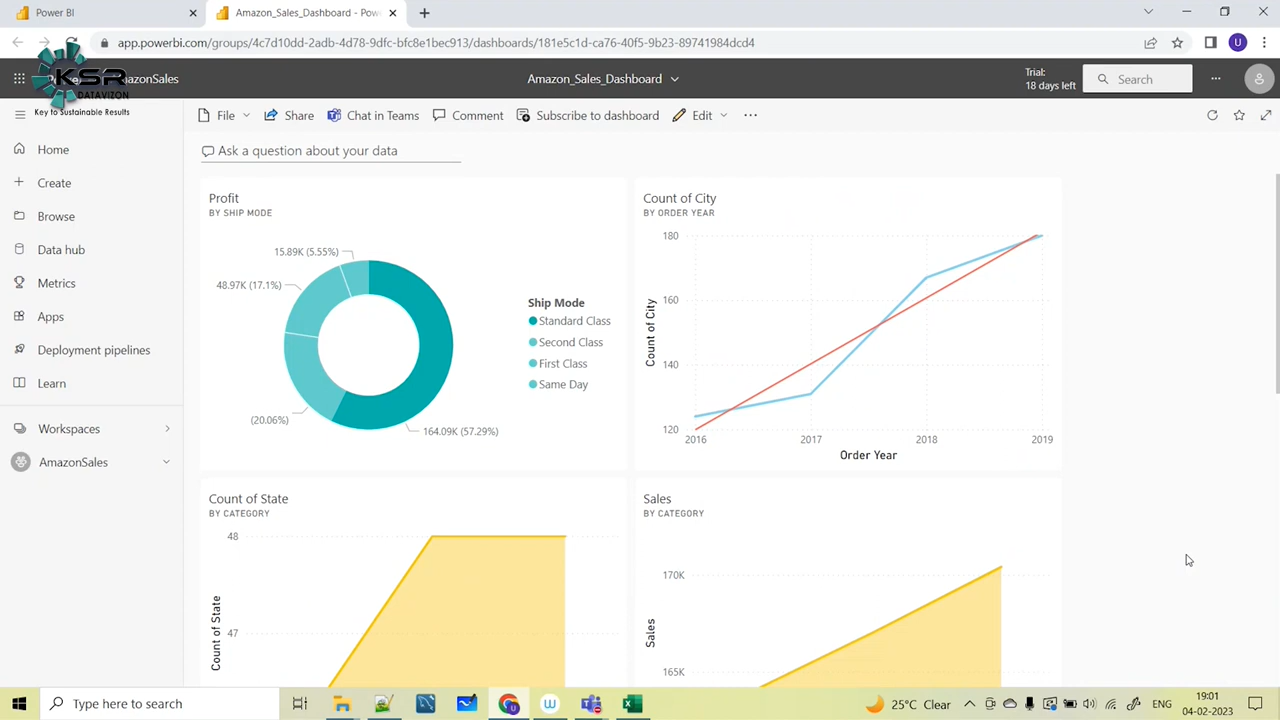 Power BI
Amazon_Sales_Dashboard - Pow
app.powerbi.com/groups/4c7d10dd-2adb-4d78-9dfc-bfc8e1bec913/dashboards/181e5c1d-ca76-40f5-9b23-89741984dcd4
U
KSR
DATAVIZON
Key to Sustainable Results
AmazonSales
Amazon_Sales_Dashboard
Trial:
18 days left
Search
File
Share
Chat in Teams
Comment
Subscribe to dashboard
Edit
Ask a question about your data
Home
Create
Browse
Data hub
Metrics
Apps
Deployment pipelines
Learn
Workspaces
AmazonSales
Profit
BY SHIP MODE
15.89K (5.55%)
48.97K (17.1%)
(20.06%)
164.09K (57.29%)
Ship Mode
Standard Class
Second Class
First Class
Same Day
Count of City
BY ORDER YEAR
180
160
140
120
Count of City
2016 2017 2018 2019
Order Year
Count of State
BY CATEGORY
48
47
Count of State
Sales
BY CATEGORY
170K
165K
Sales
Type here to search
25°C Clear
ENG
19:01
04-02-2023